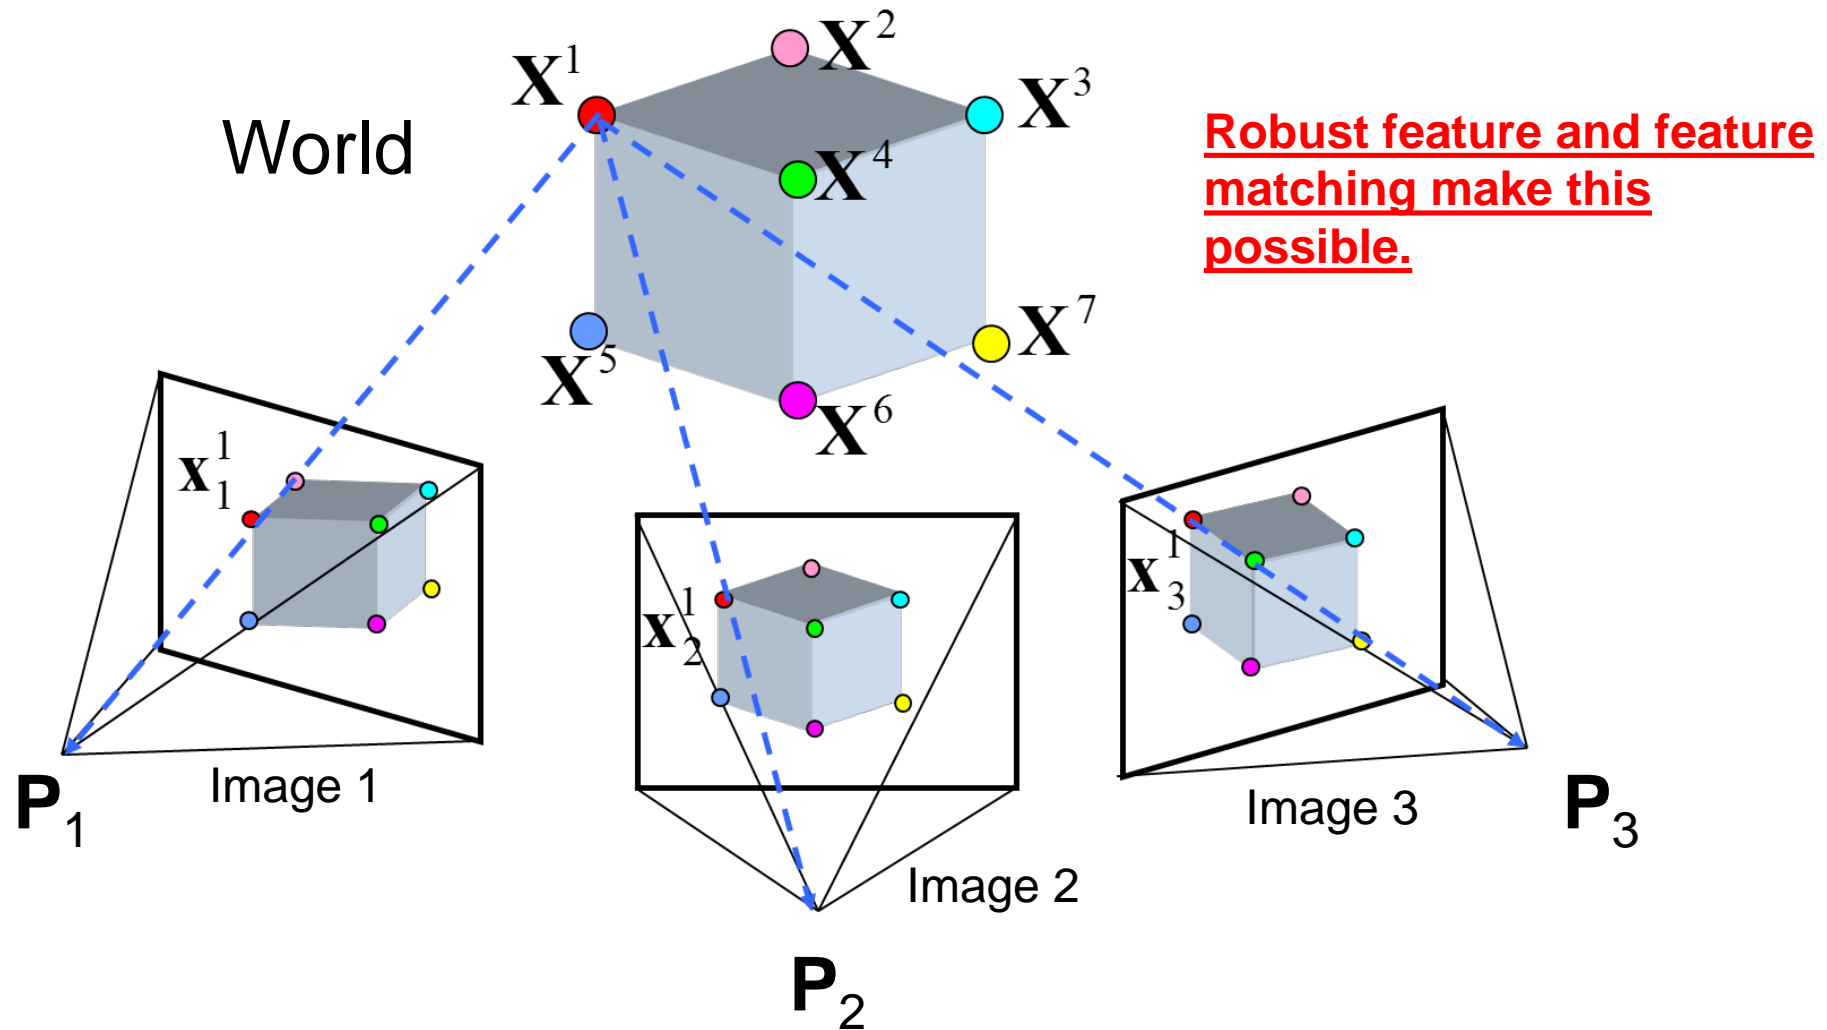 X²
X¹
X³
World
Robust feature and feature
matching make this
possible.
X⁴
X⁷
X⁵
X⁶
x₁¹
x₂¹
x₃¹
Image 1
P₁
Image 3
P₃
Image 2
P₂